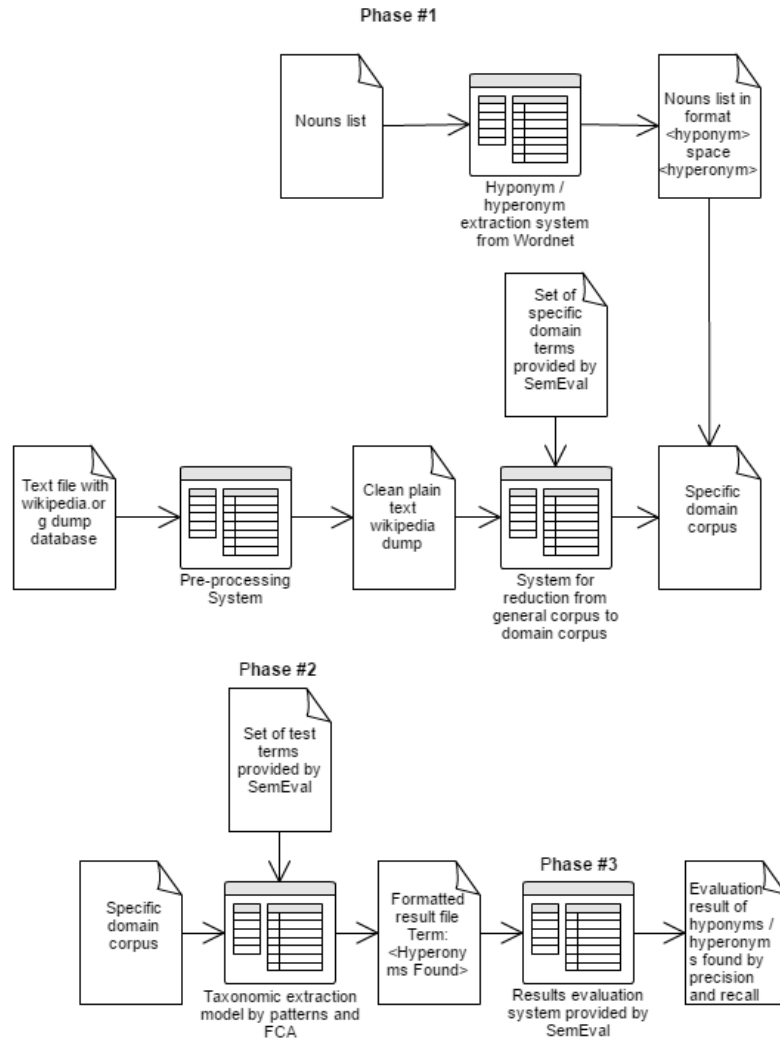 Phase #1
Nouns list
Hyponym /
hyperonym
extraction system
from Wordnet
Nouns list in
format
<hyponym>
space
<hyperonym>
Set of
specific
domain
terms
provided by
SemEval
Text file with
wikipedia.or
g dump
database
Pre-processing
System
Clean plain
text
wikipedia
dump
System for
reduction from
general corpus to
domain corpus
Specific
domain
corpus
Phase #2
Set of test
terms
provided by
SemEval
Specific
domain
corpus
Taxonomic extraction
model by patterns and
FCA
Formatted
result file
Term:
<Hyperony
ms Found>
Phase #3
Results evaluation
system provided by
SemEval
Evaluation
result of
hyponyms /
hyperonym
s found by
precision
and recall